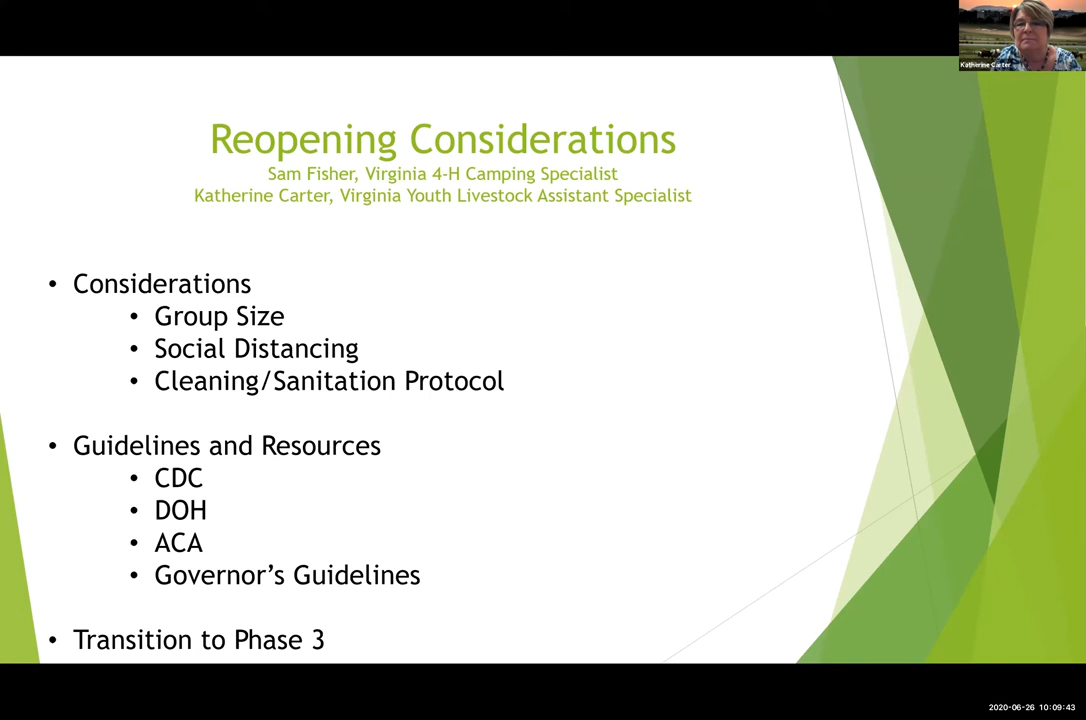 Katherine Carter
Reopening Considerations
Sam Fisher, Virginia 4-H Camping Specialist
Katherine Carter, Virginia Youth Livestock Assistant Specialist
• Considerations
• Group Size
• Social Distancing
• Cleaning/Sanitation Protocol
• Guidelines and Resources
• CDC
• DOH
• ACA
• Governor’s Guidelines
• Transition to Phase 3
2020-06-26 10:09:43